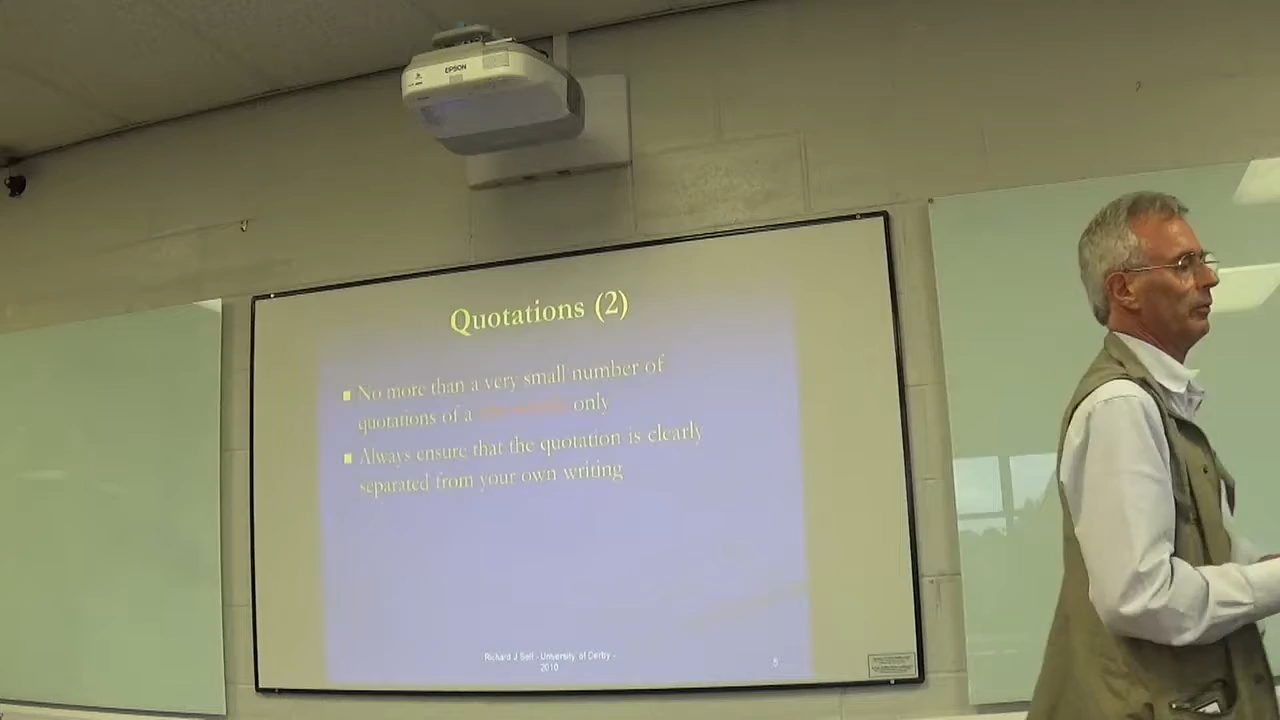 EPSON
Quotations (2)
■ No more than a very small number of
quotations of a only
■ Always ensure that the quotation is clearly
separated from your own writing
Richard J Self - University of Derby -
2010